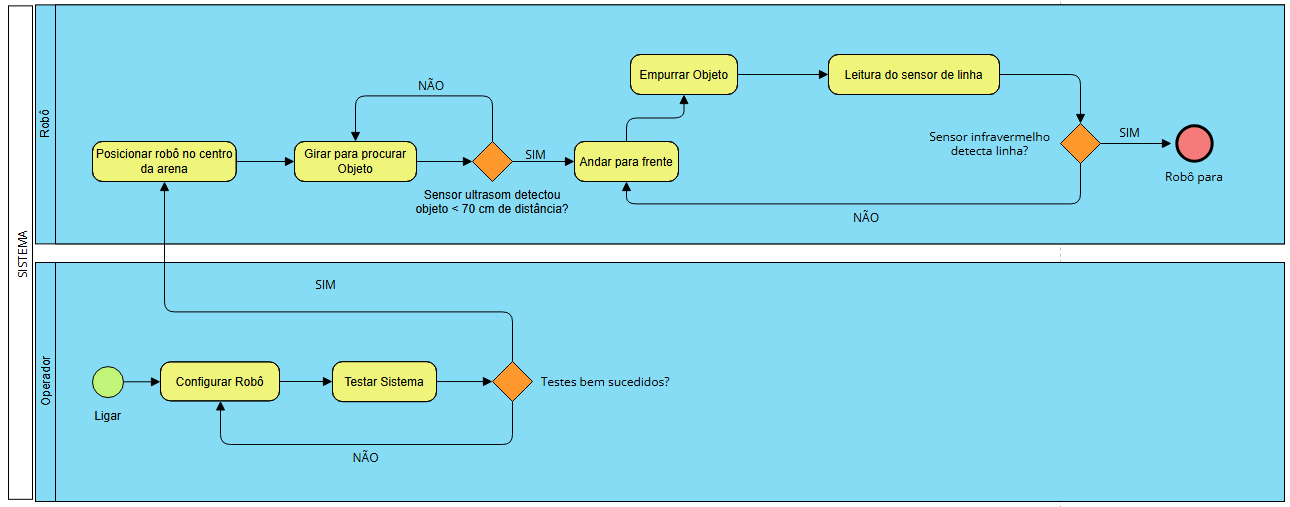 SISTEMA
Robô
Posicionar robô no centro
da arena
Girar para procurar
Objeto
NÃO
Sensor ultrasom detectou
objeto < 70 cm de distância?
SIM
Andar para frente
Empurrar Objeto
Leitura do sensor de linha
Sensor infravermelho
detecta linha?
SIM
Robô para
NÃO
Operador
Ligar
Configurar Robô
Testar Sistema
Testes bem sucedidos?
SIM
NÃO